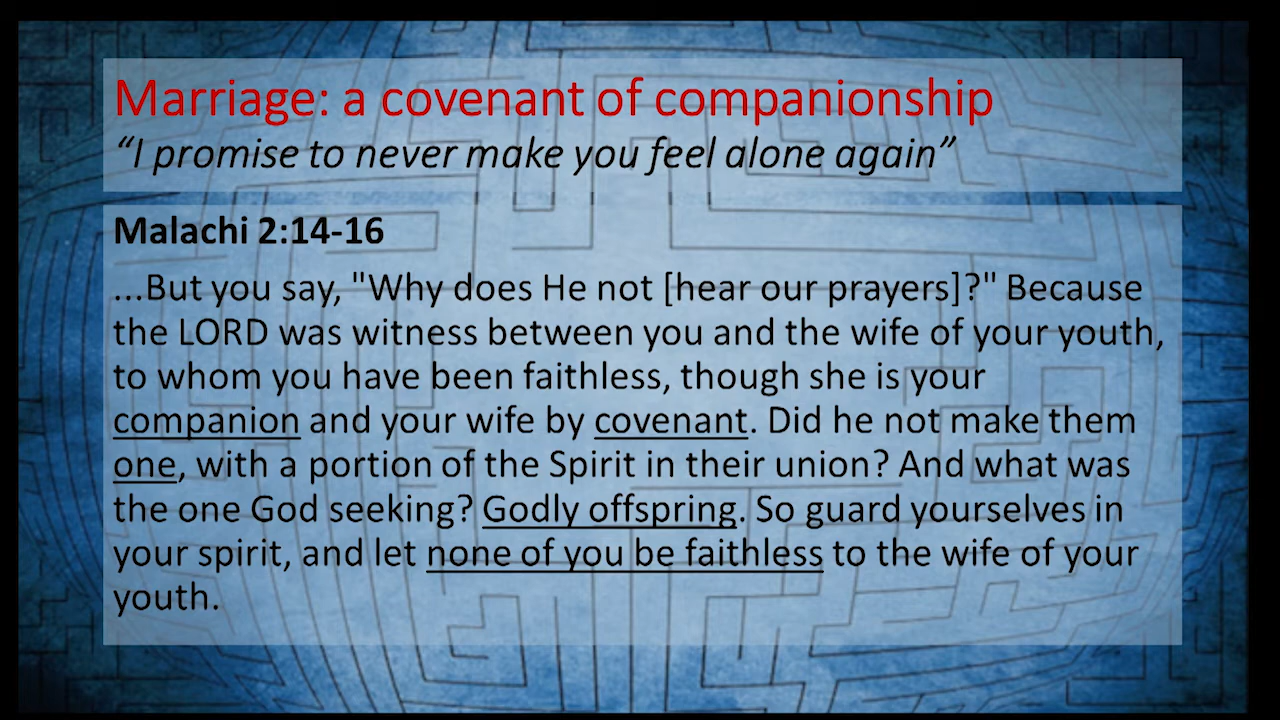 Marriage: a covenant of companionship
“I promise to never make you feel alone again”
Malachi 2:14-16
...But you say, "Why does He not [hear our prayers]?" Because
the LORD was witness between you and the wife of your youth,
to whom you have been faithless, though she is your
companion and your wife by covenant. Did he not make them
one, with a portion of the Spirit in their union? And what was
the one God seeking? Godly offspring. So guard yourselves in
your spirit, and let none of you be faithless to the wife of your
youth.